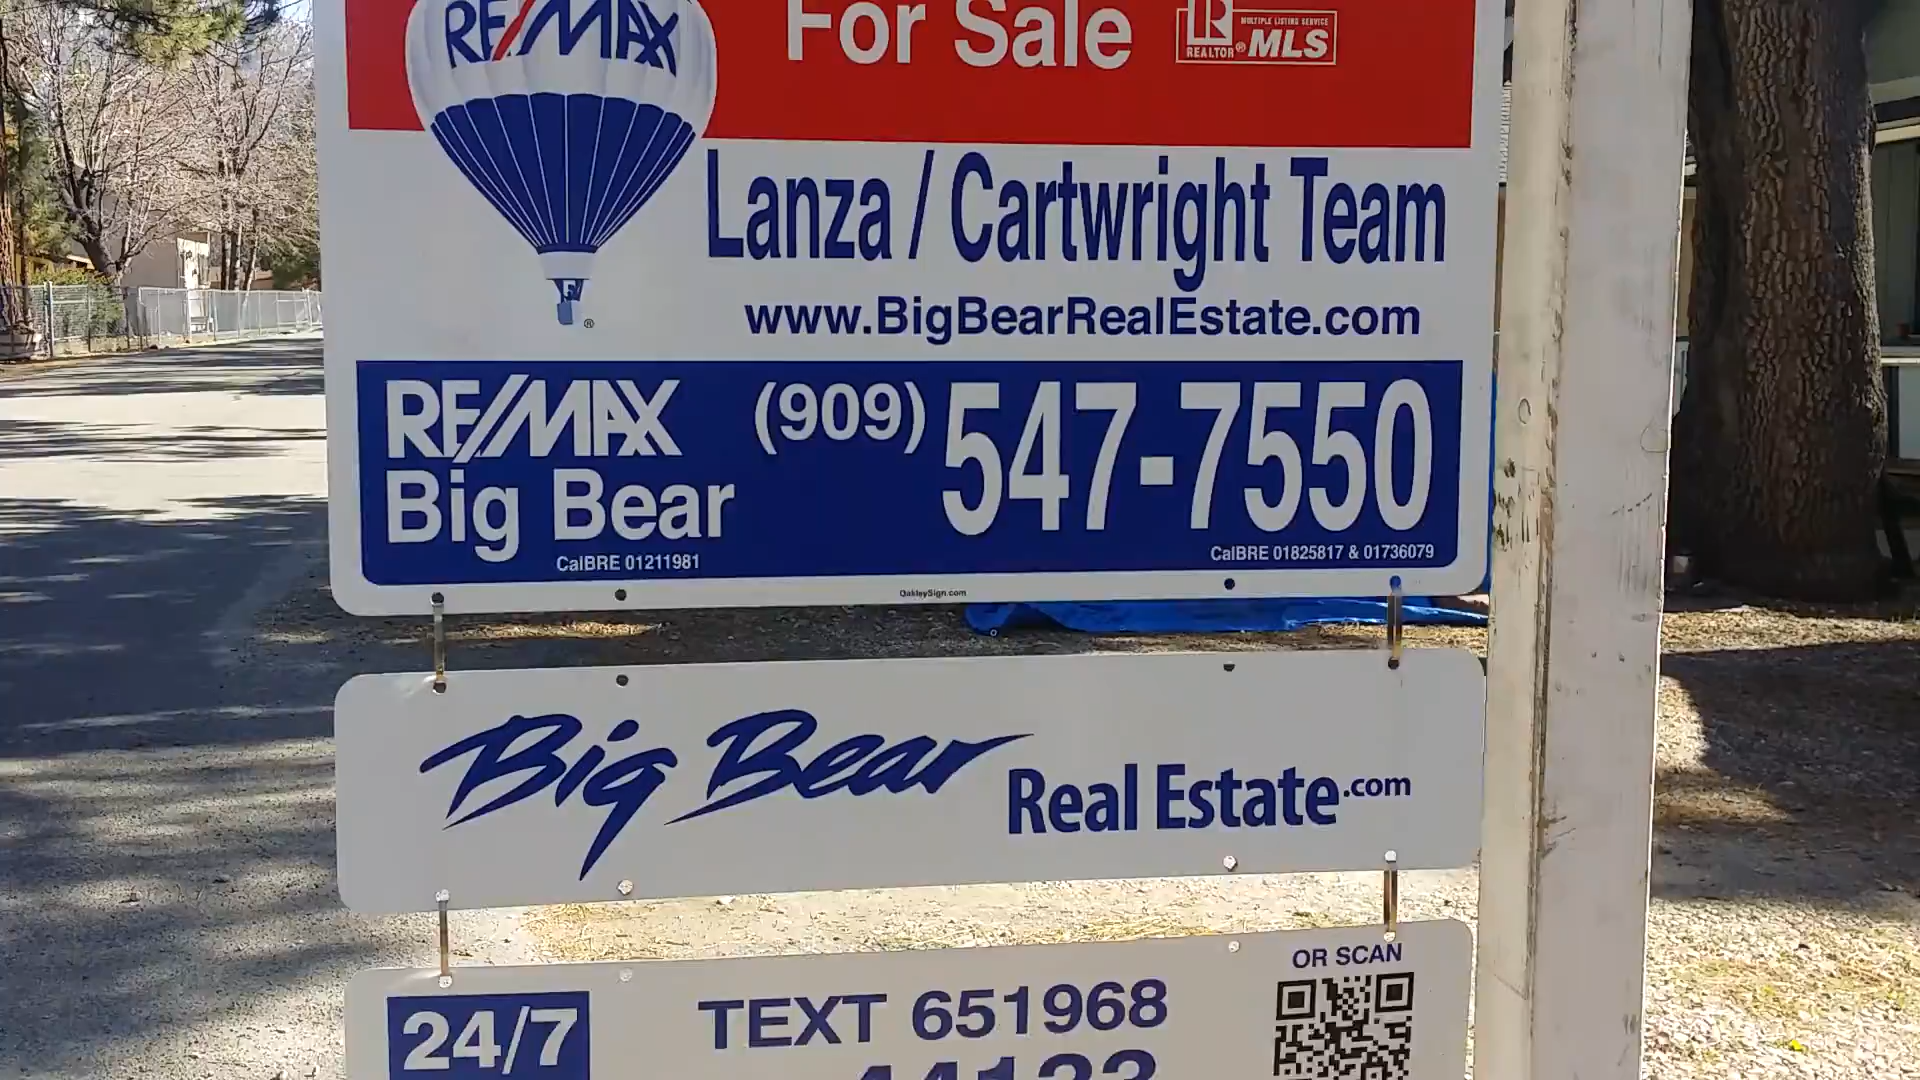 RE/MAX
For Sale
REALTOR® MULTIPLE LISTING SERVICE MLS
Lanza / Cartwright Team
www.BigBearRealEstate.com
RE/MAX
Big Bear
(909) 547-7550
CalBRE 01211981
CalBRE 01825817 & 01736079
OakleySign.com
Big Bear Real Estate.com
OR SCAN
24/7
TEXT 651968